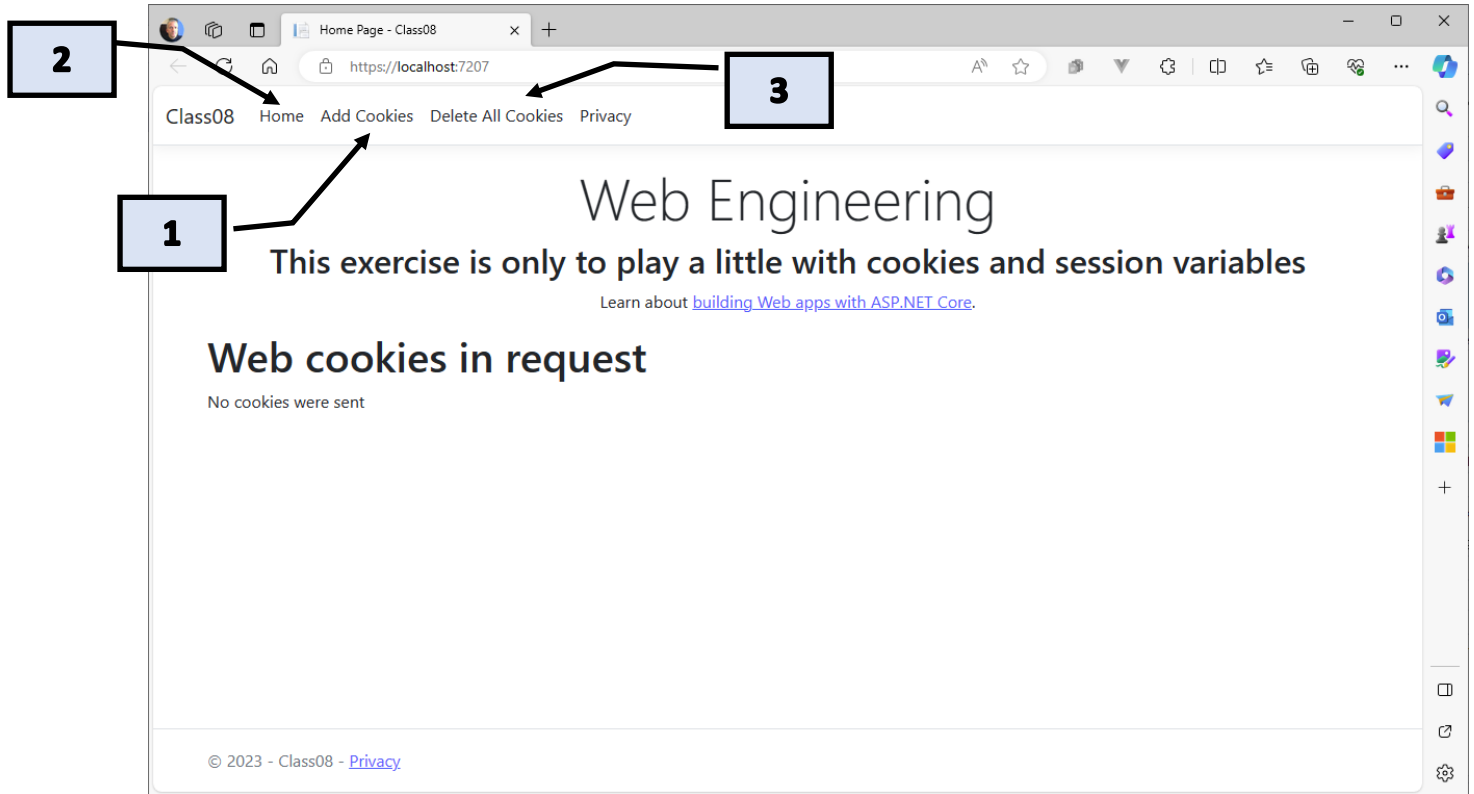 2
Home Page - Class08
https://localhost:7207
3
Class08 Home Add Cookies Delete All Cookies Privacy
1
Web Engineering
This exercise is only to play a little with cookies and session variables
Learn about building Web apps with ASP.NET Core.
Web cookies in request
No cookies were sent
© 2023 - Class08 - Privacy